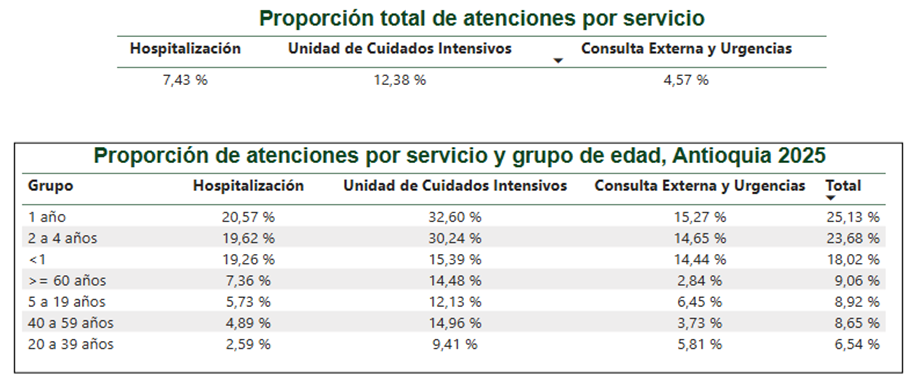 Proporción total de atenciones por servicio
Hospitalización Unidad de Cuidados Intensivos Consulta Externa y Urgencias
7,43 % 12,38 % 4,57 %
Proporción de atenciones por servicio y grupo de edad, Antioquia 2025
Grupo Hospitalización Unidad de Cuidados Intensivos Consulta Externa y Urgencias Total
1 año 20,57 % 32,60 % 15,27 % 25,13 %
2 a 4 años 19,62 % 30,24 % 14,65 % 23,68 %
<1 19,26 % 15,39 % 14,44 % 18,02 %
>= 60 años 7,36 % 14,48 % 2,84 % 9,06 %
5 a 19 años 5,73 % 12,13 % 6,45 % 8,92 %
40 a 59 años 4,89 % 14,96 % 3,73 % 8,65 %
20 a 39 años 2,59 % 9,41 % 5,81 % 6,54 %